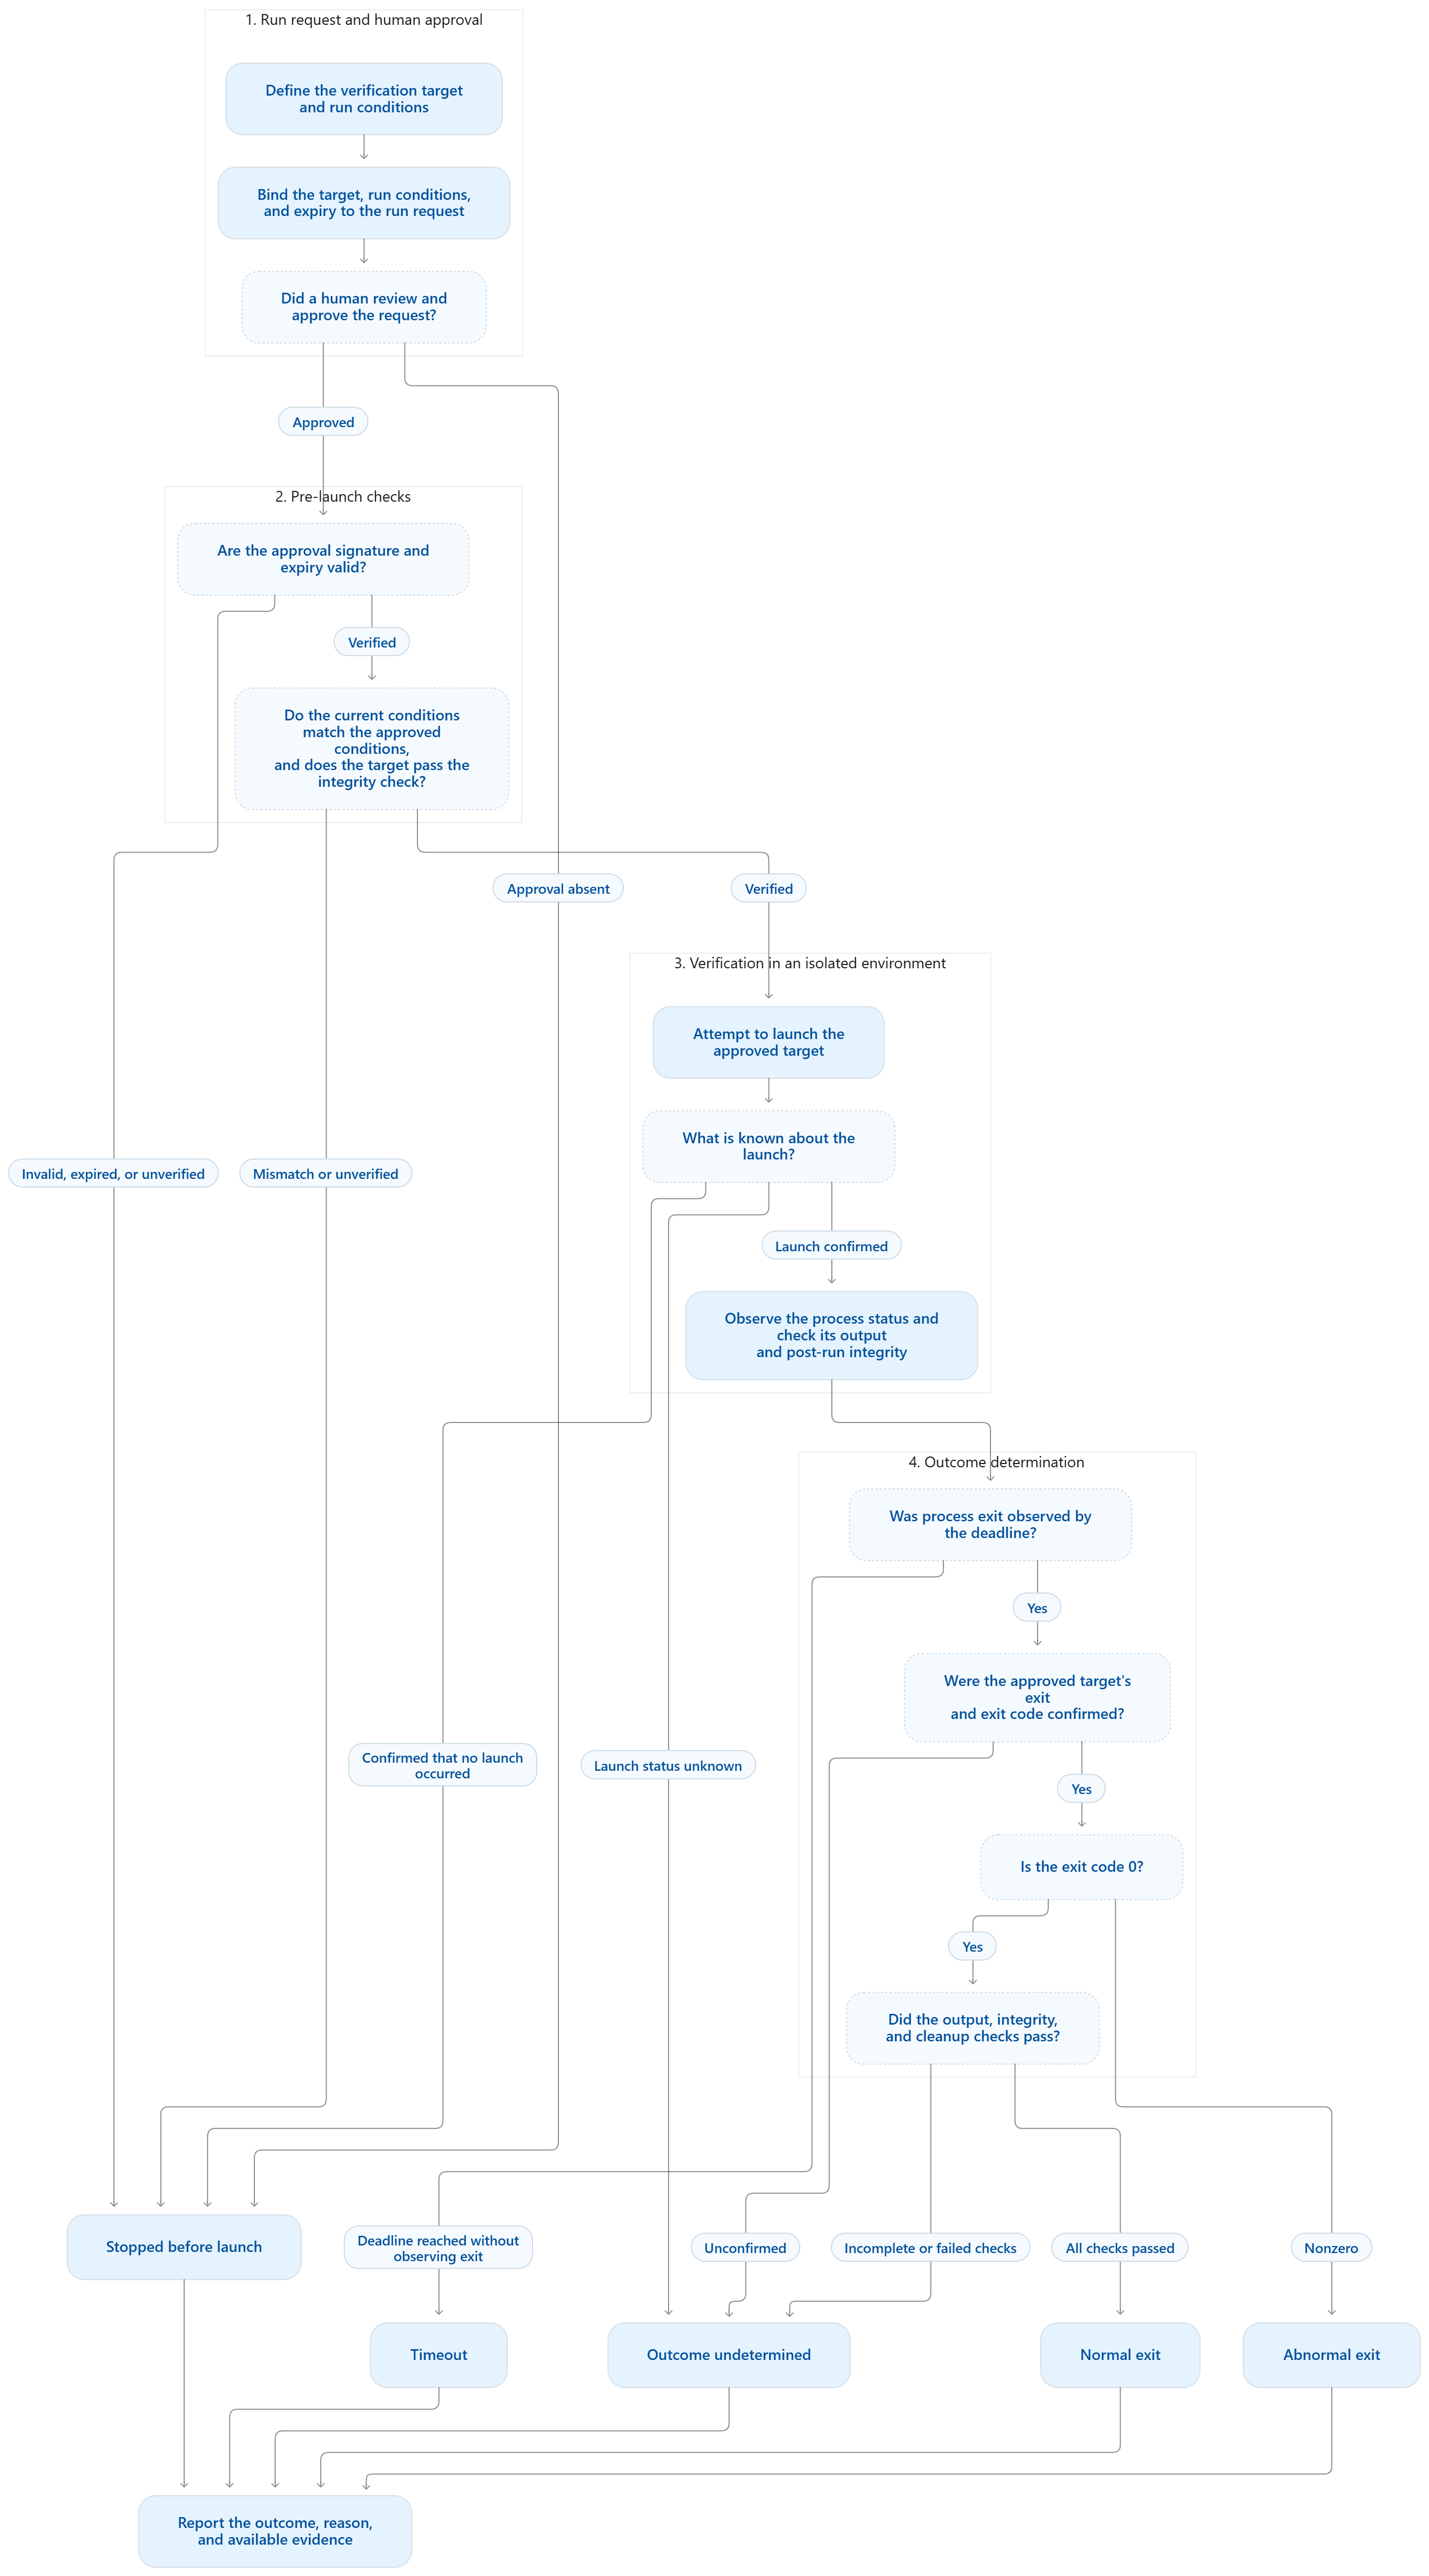 1. Run request and human approval
Define the verification target
and run conditions
Bind the target, run conditions,
and expiry to the run request
Did a human review and
approve the request?
Approved
2. Pre-launch checks
Are the approval signature and
expiry valid?
Verified
Do the current conditions
match the approved
conditions,
and does the target pass the
integrity check?
Approval absent
Verified
3. Verification in an isolated environment
Attempt to launch the
approved target
What is known about the
launch?
Invalid, expired, or unverified
Mismatch or unverified
Launch confirmed
Observe the process status and
check its output
and post-run integrity
4. Outcome determination
Was process exit observed by
the deadline?
Yes
Were the approved target's
exit
and exit code confirmed?
Confirmed that no launch
occurred
Launch status unknown
Yes
Is the exit code 0?
Yes
Did the output, integrity,
and cleanup checks pass?
Stopped before launch
Deadline reached without
observing exit
Unconfirmed
Incomplete or failed checks
All checks passed
Nonzero
Timeout
Outcome undetermined
Normal exit
Abnormal exit
Report the outcome, reason,
and available evidence